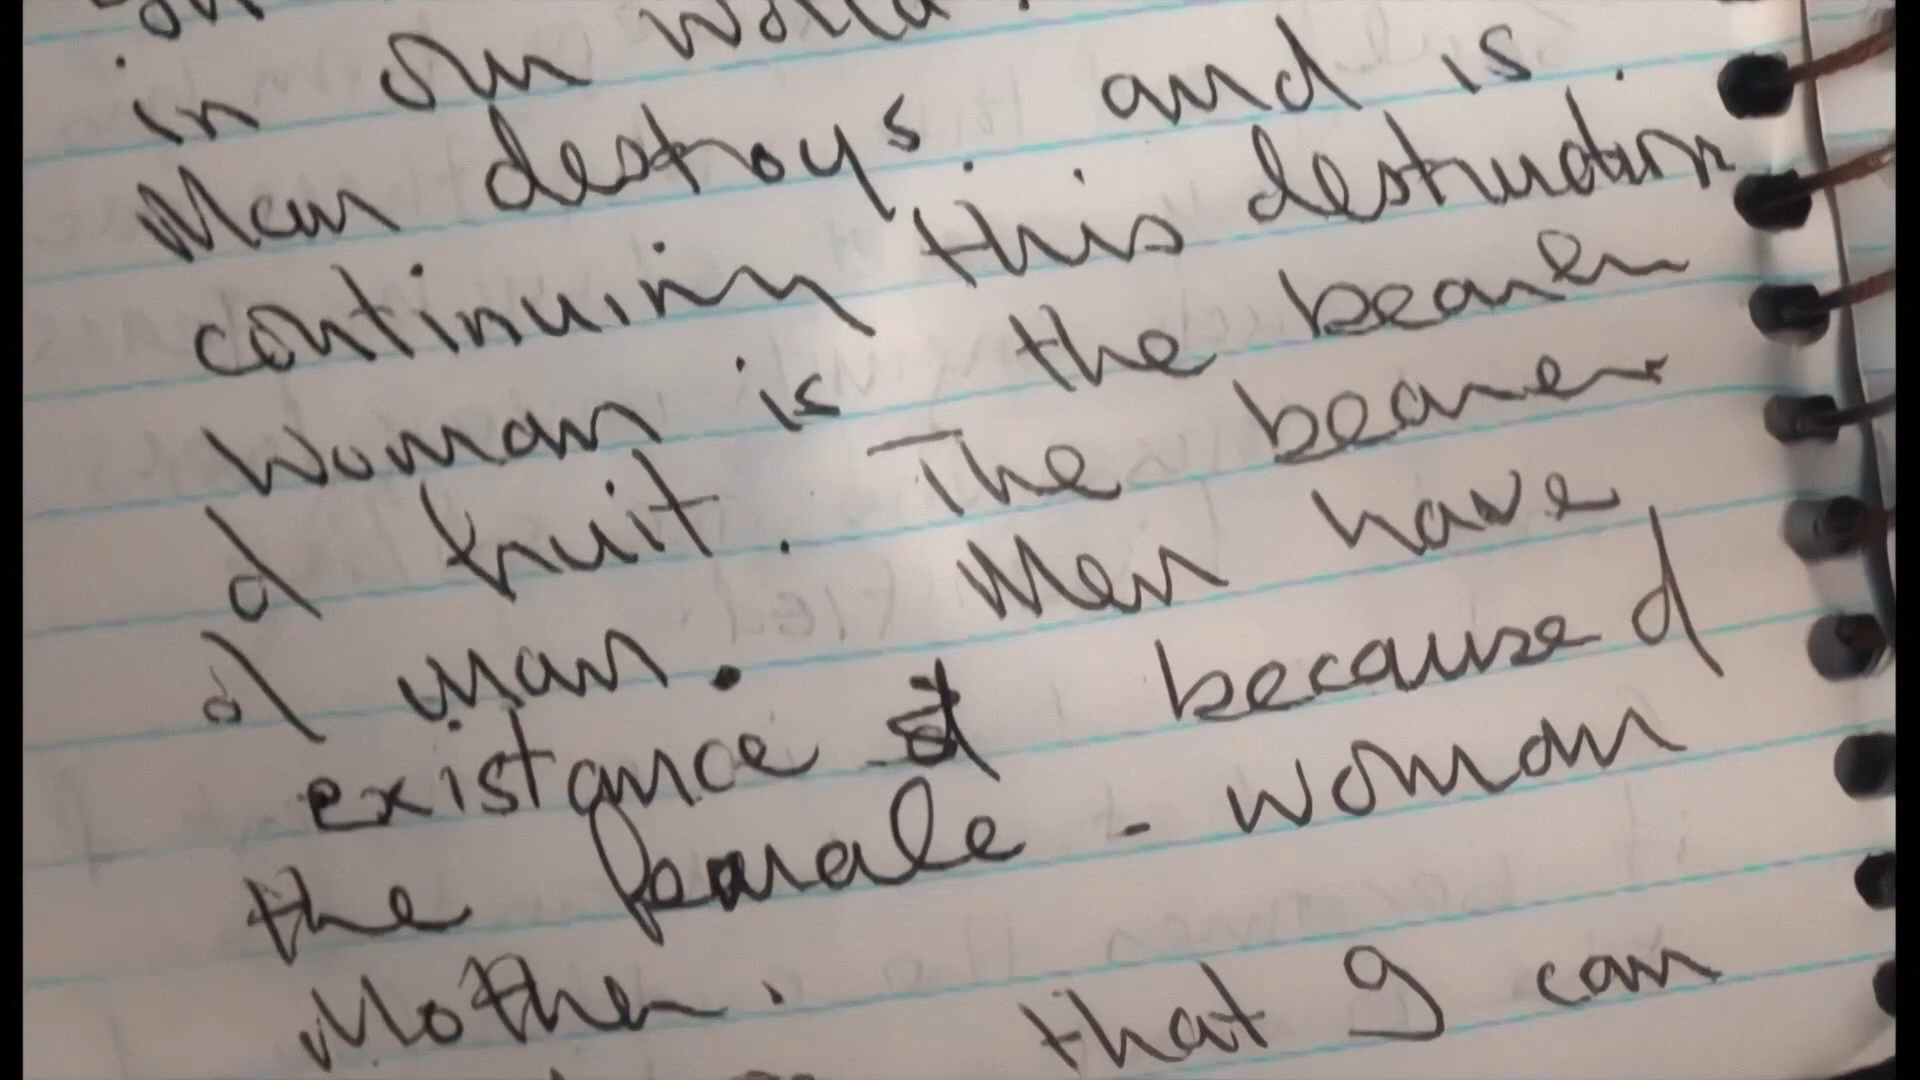 in our world.
Man destroys. and is
continuing this destruction.
Woman is the bearer
of fruit. The bearer
of man. Men have
existance because of
the female - woman
Mother.
that I can